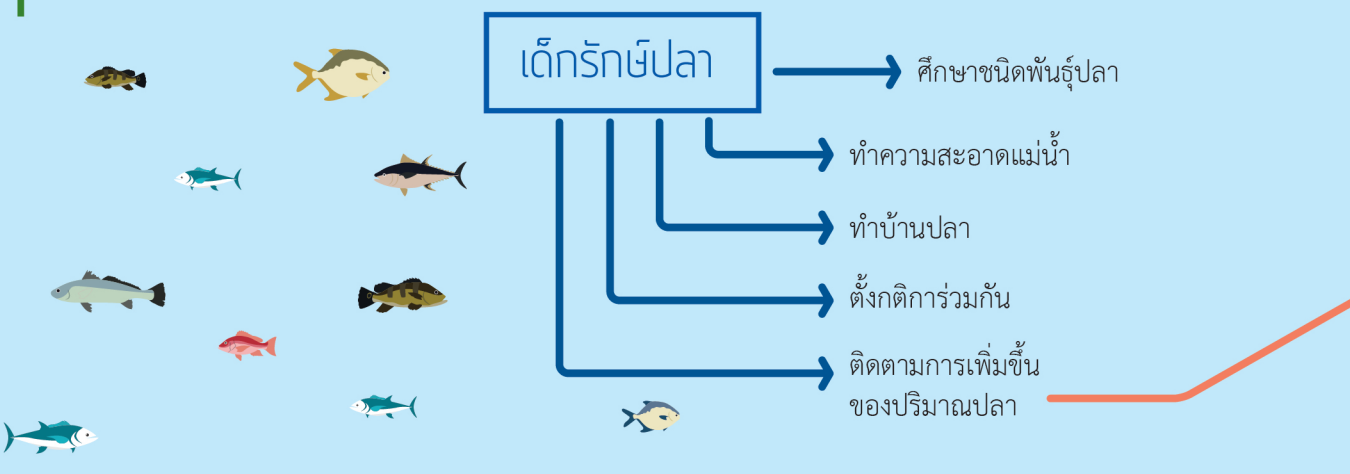 เด็กรักษ์ปลา
ศึกษาชนิดพันธุ์ปลา
ทำความสะอาดแม่น้ำ
ทำบ้านปลา
ตั้งกติการ่วมกัน
ติดตามการเพิ่มขึ้น
ของปริมาณปลา